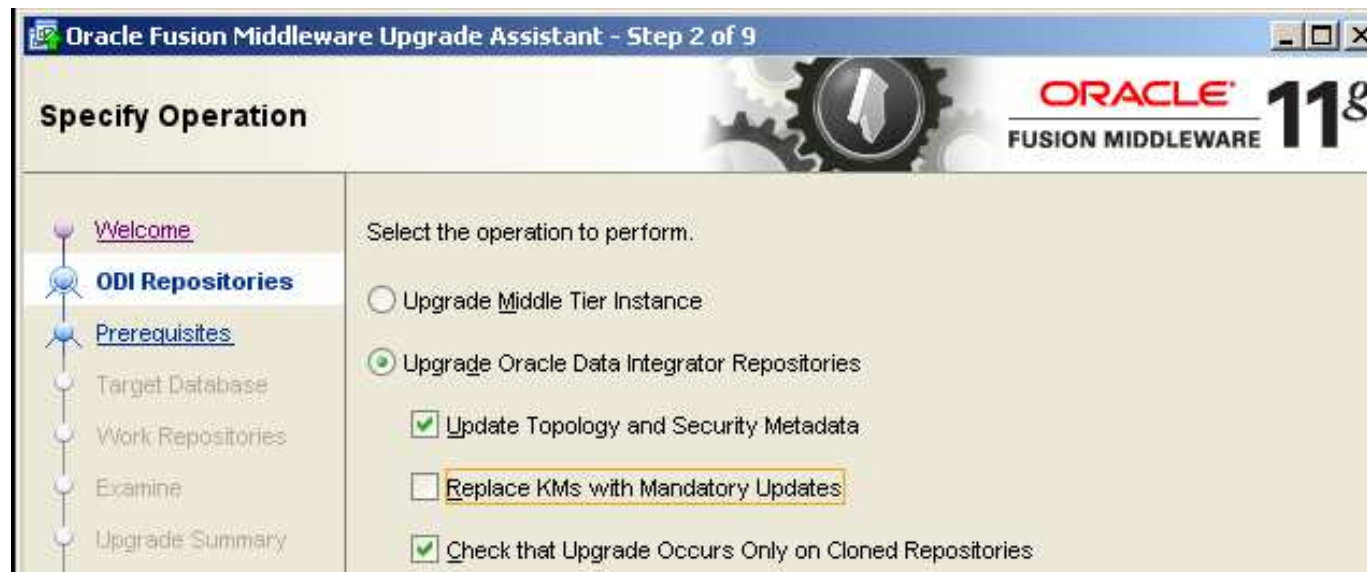 Oracle Fusion Middleware Upgrade Assistant - Step 2 of 9
Specify Operation
ORACLE
FUSION MIDDLEWARE
11g
Welcome
ODI Repositories
Prerequisites
Target Database
Work Repositories
Examine
Upgrade Summary
Select the operation to perform.
Upgrade Middle Tier Instance
Upgrade Oracle Data Integrator Repositories
Update Topology and Security Metadata
Replace KMs with Mandatory Updates
Check that Upgrade Occurs Only on Cloned Repositories